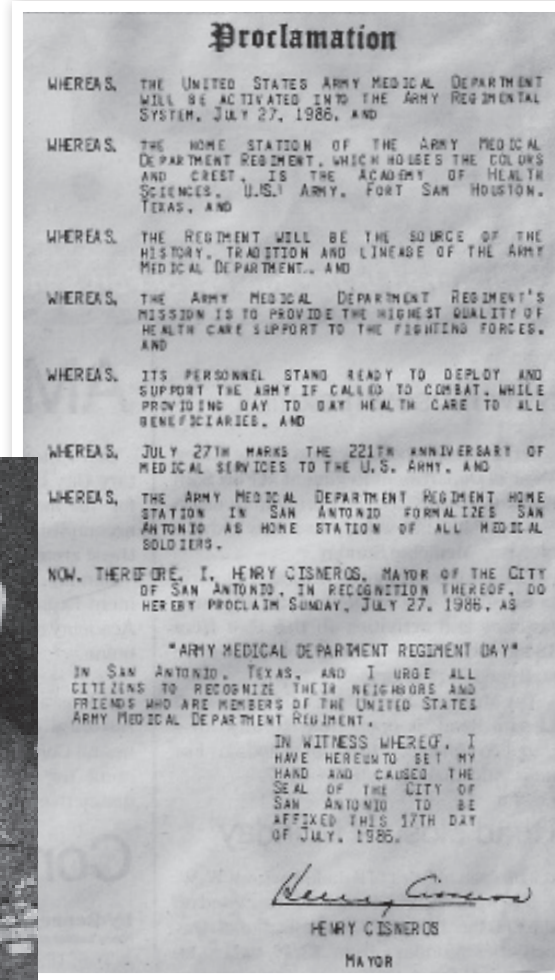 Proclamation
WHEREAS, THE UNITED STATES ARMY MEDICAL DEPARTMENT
WILL BE ACTIVATED INTO THE ARMY REGIMENTAL
SYSTEM, JULY 27, 1986, AND
WHEREAS, THE HOME STATION OF THE ARMY MEDICAL
DEPARTMENT REGIMENT, WHICH HOUSES THE COLORS
AND CREST, IS THE ACADEMY OF HEALTH
SCIENCES, U.S. ARMY, FORT SAM HOUSTON,
TEXAS, AND
WHEREAS, THE REGIMENT WILL BE THE SOURCE OF THE
HISTORY, TRADITION AND LINEAGE OF THE ARMY
MEDICAL DEPARTMENT., AND
WHEREAS, THE ARMY MEDICAL DEPARTMENT REGIMENT'S
MISSION IS TO PROVIDE THE HIGHEST QUALITY OF
HEALTH CARE SUPPORT TO THE FIGHTING FORCES,
AND
WHEREAS, ITS PERSONNEL STAND READY TO DEPLOY AND
SUPPORT THE ARMY IF CALLED TO COMBAT, WHILE
PROVIDING DAY TO DAY HEALTH CARE TO ALL
BENEFICIARIES, AND
WHEREAS, JULY 27TH MARKS THE 221TH ANNIVERSARY OF
MEDICAL SERVICES TO THE U.S. ARMY, AND
WHEREAS, THE ARMY MEDICAL DEPARTMENT REGIMENT HOME
STATION IN SAN ANTONIO FORMALIZES SAN
ANTONIO AS HOME STATION OF ALL MEDICAL
SOLDIERS.
NOW, THEREFORE, I, HENRY CISNEROS, MAYOR OF THE CITY
OF SAN ANTONIO, IN RECOGNITION THEREOF, DO
HEREBY PROCLAIM SUNDAY, JULY 27, 1986, AS
"ARMY MEDICAL DEPARTMENT REGIMENT DAY"
IN SAN ANTONIO, TEXAS, AND I URGE ALL
CITIZENS TO RECOGNIZE THEIR NEIGHBORS AND
FRIENDS WHO ARE MEMBERS OF THE UNITED STATES
ARMY MEDICAL DEPARTMENT REGIMENT.
IN WITNESS WHEREOF, I
HAVE HEREUNTO SET MY
HAND AND CAUSED THE
SEAL OF THE CITY OF
SAN ANTONIO TO BE
AFFIXED THIS 17TH DAY
OF JULY, 1986.
Henry Cisneros
HENRY CISNEROS
MAYOR